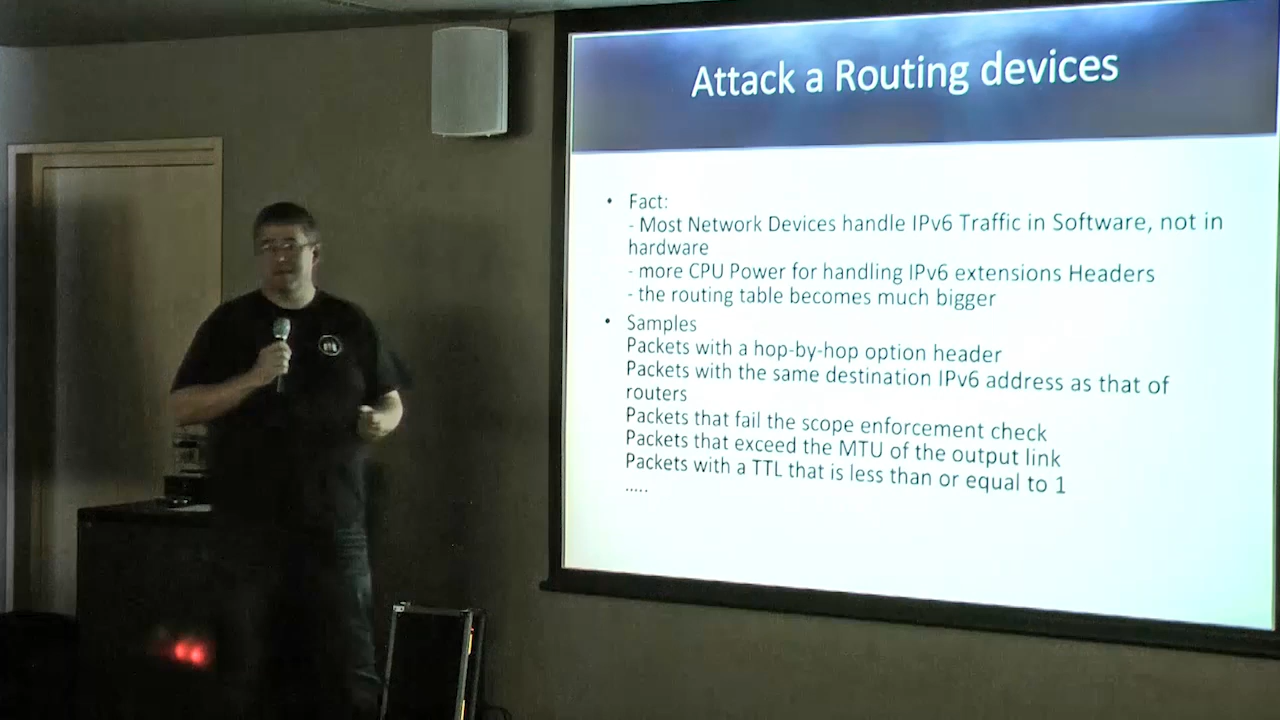 Attack a Routing devices
• Fact:
- Most Network Devices handle IPv6 Traffic in Software, not in
hardware
- more CPU Power for handling IPv6 extensions Headers
- the routing table becomes much bigger
• Samples
Packets with a hop-by-hop option header
Packets with the same destination IPv6 address as that of
routers
Packets that fail the scope enforcement check
Packets that exceed the MTU of the output link
Packets with a TTL that is less than or equal to 1
.....